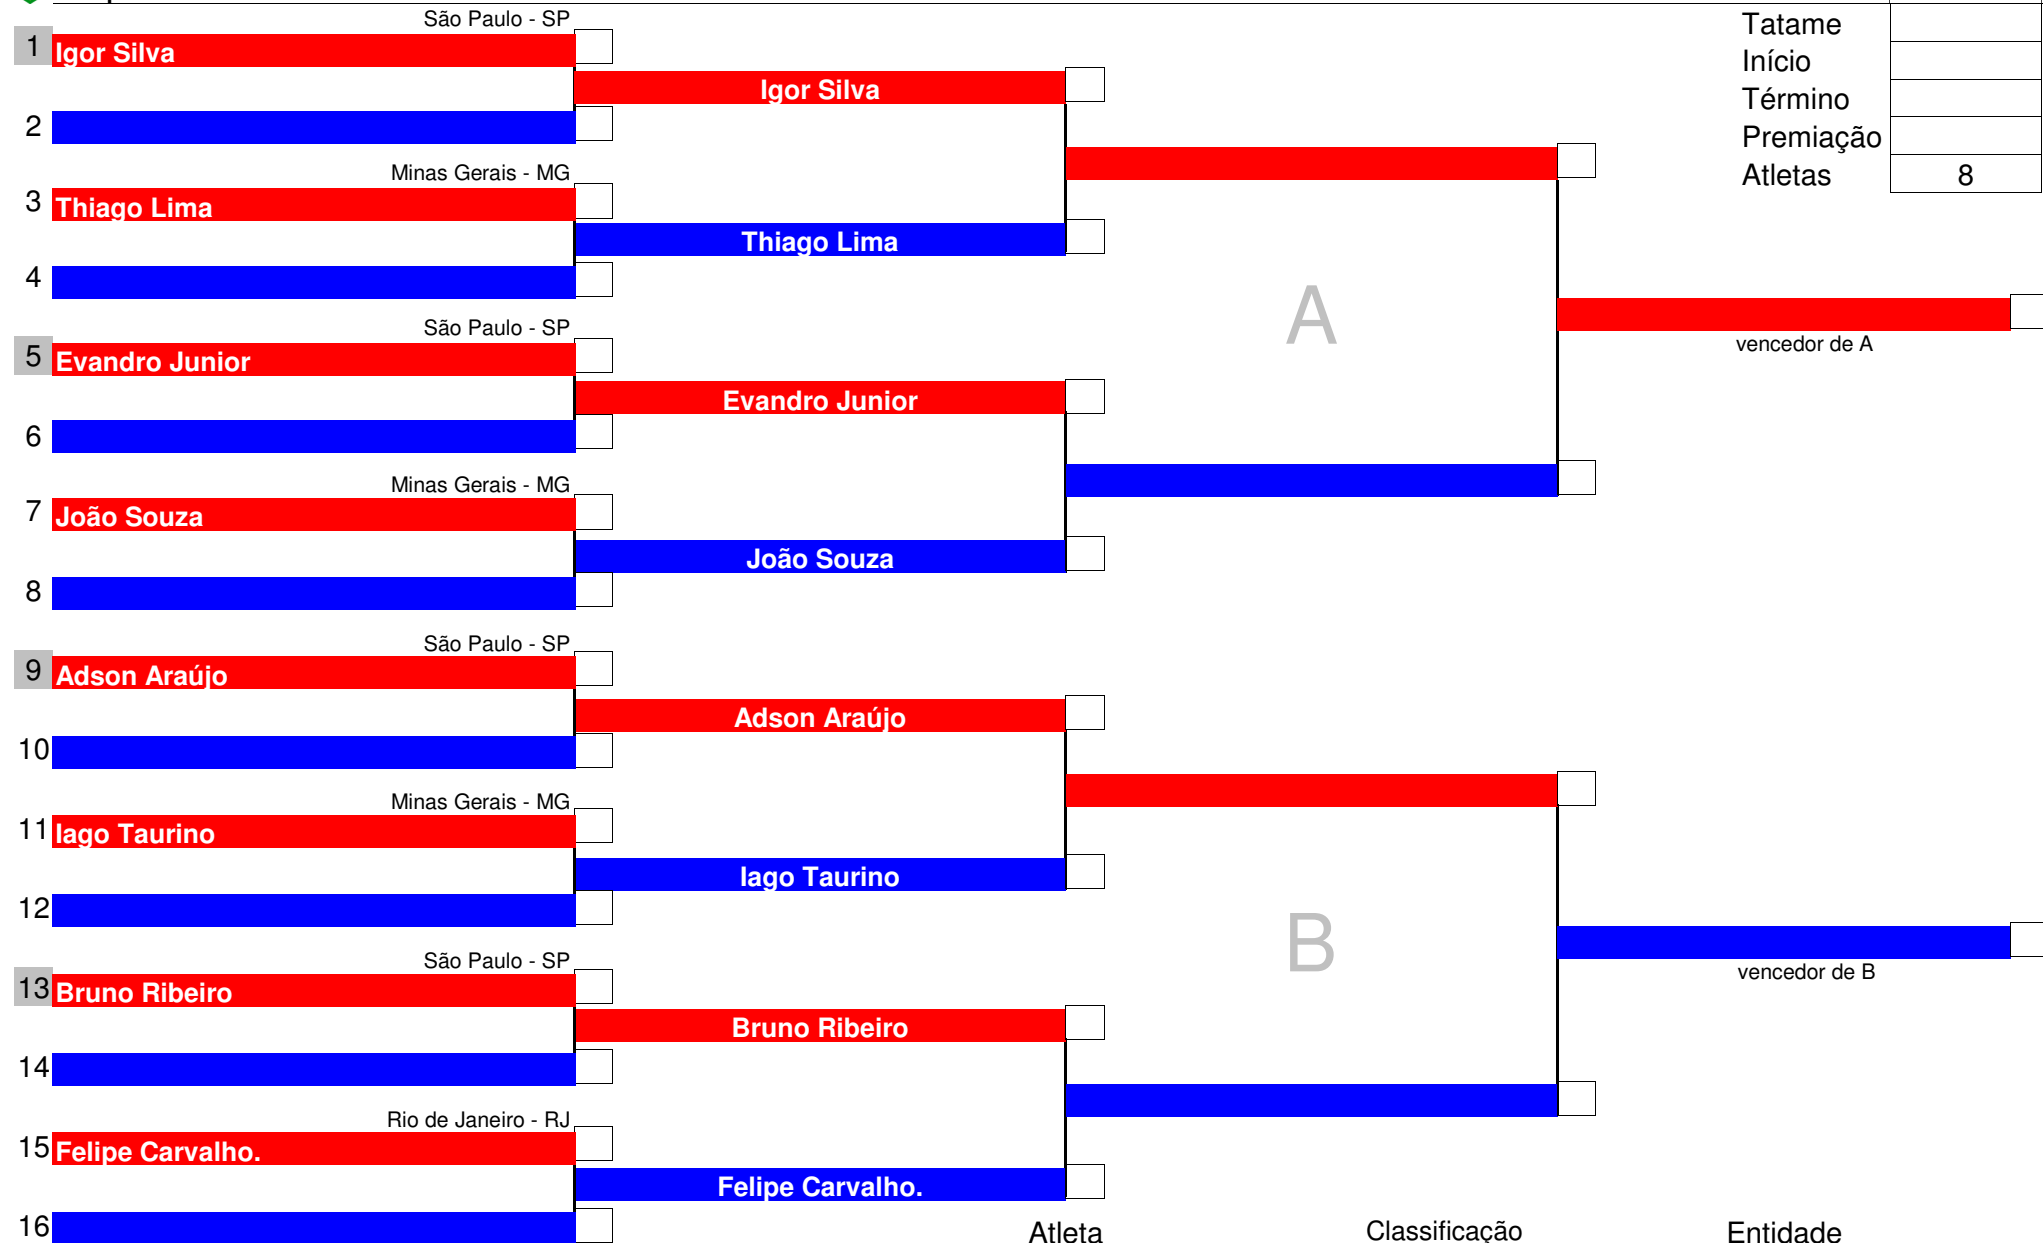 São Paulo - SP
Tatame
1 Igor Silva
Início
Igor Silva
Término
2
Premiação
Minas Gerais - MG
Atletas 8
3 Thiago Lima
Thiago Lima
4
A
São Paulo - SP
vencedor de A
5 Evandro Junior
Evandro Junior
6
Minas Gerais - MG
7 João Souza
João Souza
8
São Paulo - SP
9 Adson Araújo
Adson Araújo
10
Minas Gerais - MG
11 Iago Taurino
Iago Taurino
12
B
São Paulo - SP
vencedor de B
13 Bruno Ribeiro
Bruno Ribeiro
14
Rio de Janeiro - RJ
15 Felipe Carvalho.
Felipe Carvalho.
16
Atleta Classificação Entidade